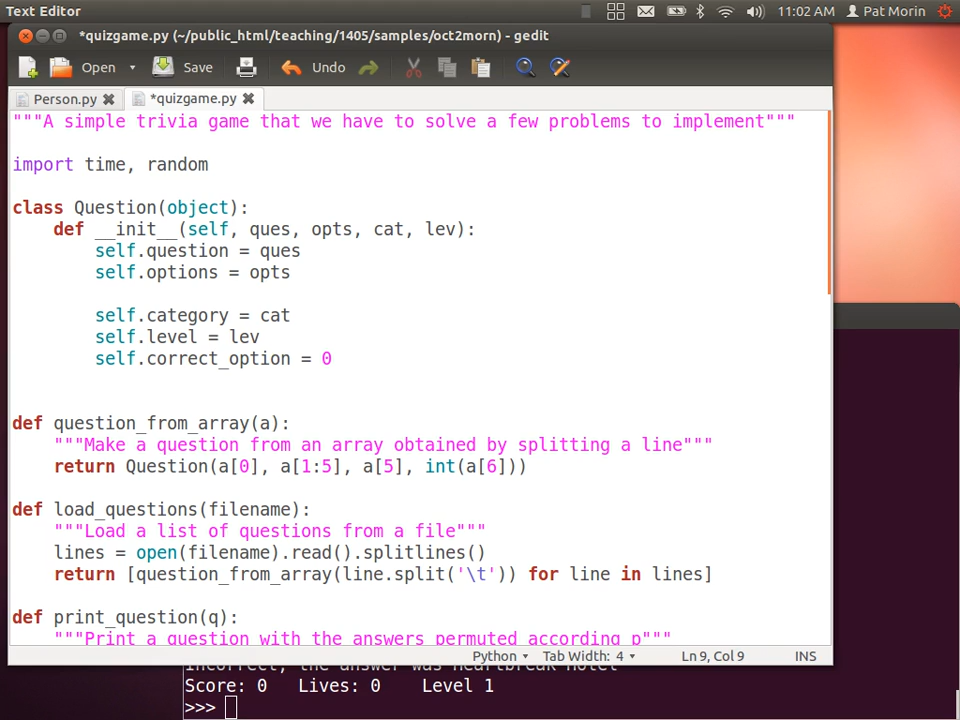 Text Editor
11:02 AM
Pat Morin
*quizgame.py (~/public_html/teaching/1405/samples/oct2morn) - gedit
Open
Save
Undo
Person.py
*quizgame.py
"""A simple trivia game that we have to solve a few problems to implement"""
import time, random
class Question(object):
def __init__(self, ques, opts, cat, lev):
self.question = ques
self.options = opts
self.category = cat
self.level = lev
self.correct_option = 0
def question_from_array(a):
"""Make a question from an array obtained by splitting a line"""
return Question(a[0], a[1:5], a[5], int(a[6]))
def load_questions(filename):
"""Load a list of questions from a file"""
lines = open(filename).read().splitlines()
return [question_from_array(line.split('\t')) for line in lines]
def print_question(q):
"""Print a question with the answers permuted according p"""
Python
Tab Width: 4
Ln 9, Col 9
INS
Incorrect, the answer was heartbreak hotel
Score: 0 Lives: 0 Level 1
>>>